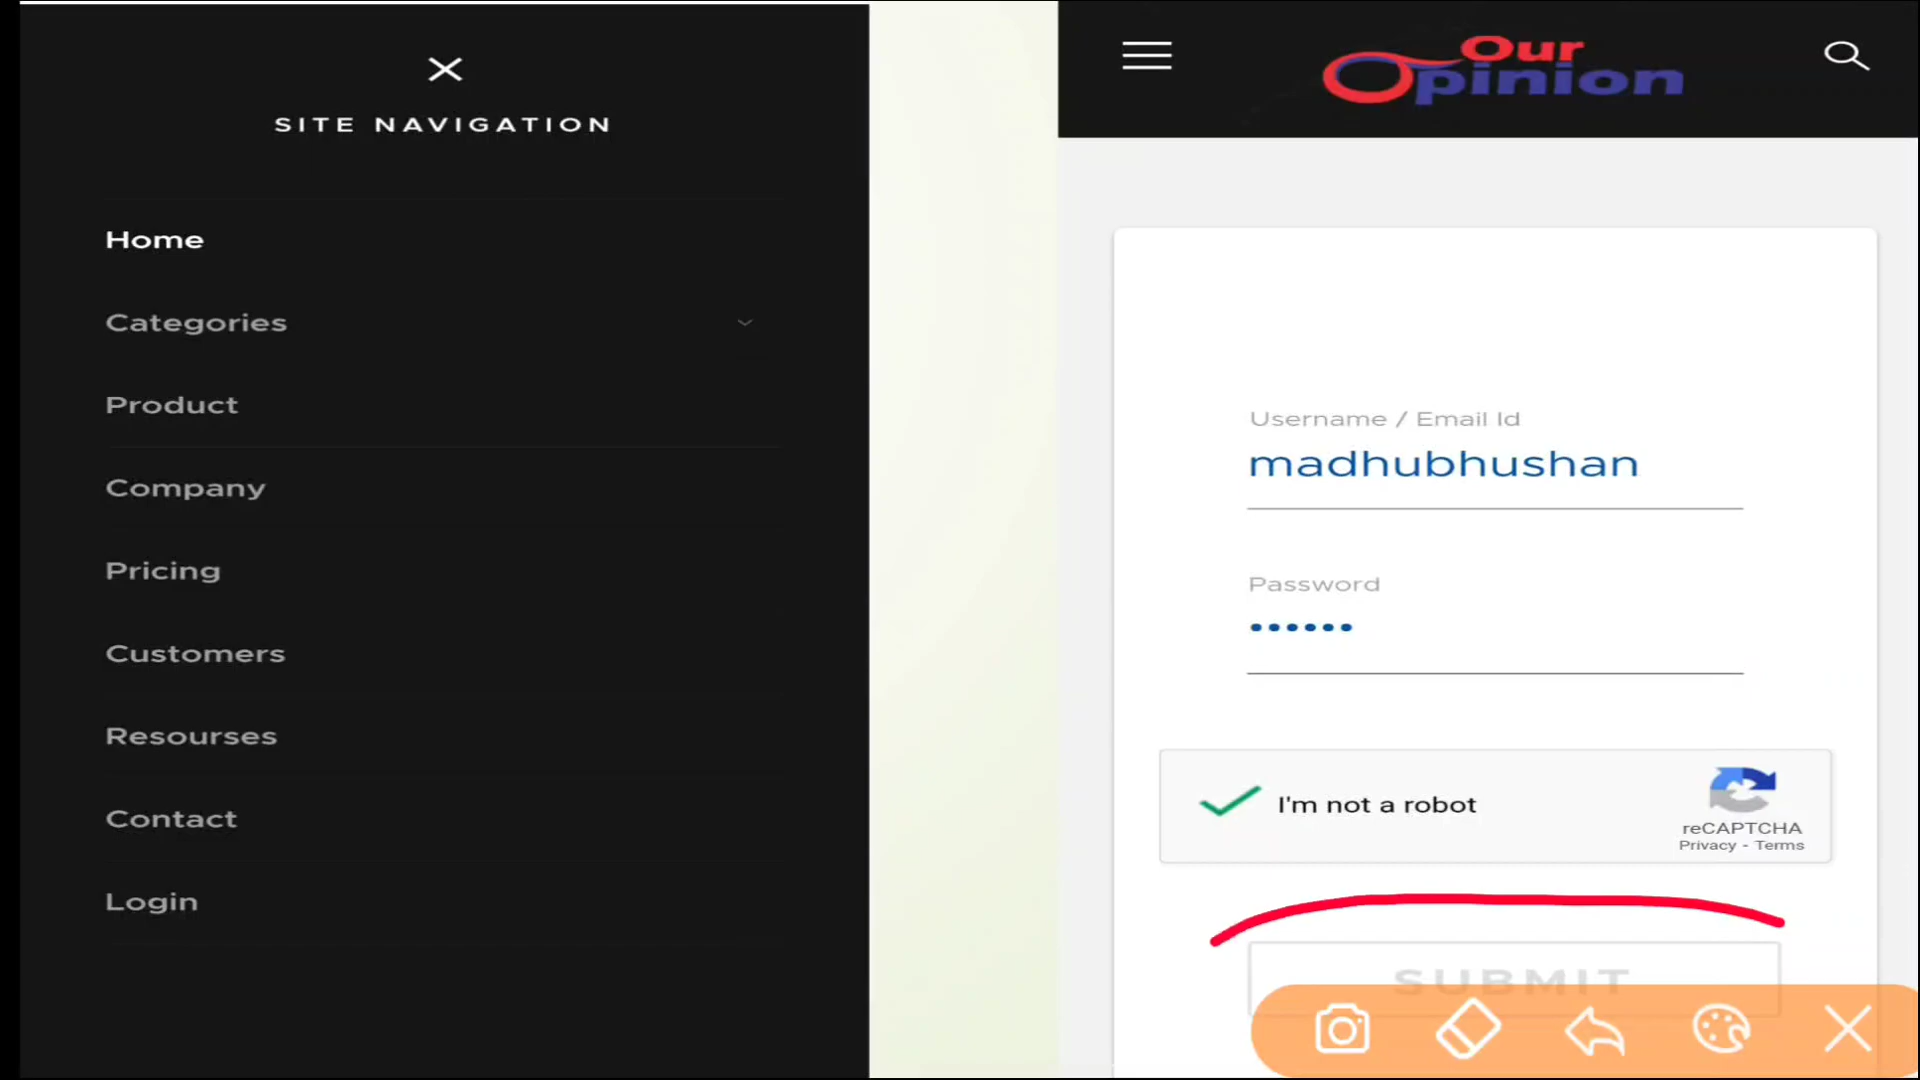 SITE NAVIGATION
Home
Categories
Product
Company
Pricing
Customers
Resourses
Contact
Login
Our
Opinion
Username / Email Id
madhubhushan
Password
I'm not a robot
reCAPTCHA
Privacy - Terms
SUBMIT